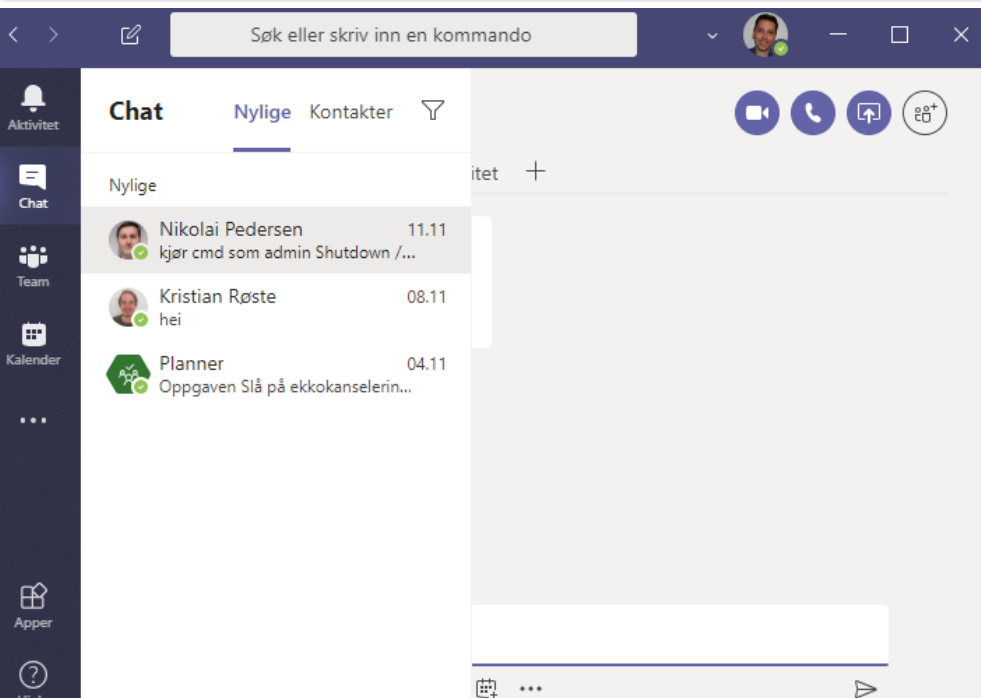 Søk eller skriv inn en kommando
Aktivitet
Chat
Team
Kalender
Apper
Chat
Nylige
Kontakter
Nylige
Nikolai Pedersen 11.11
kjør cmd som admin Shutdown /...
Kristian Røste 08.11
hei
Planner 04.11
Oppgaven Slå på ekkokanselerin...
itet